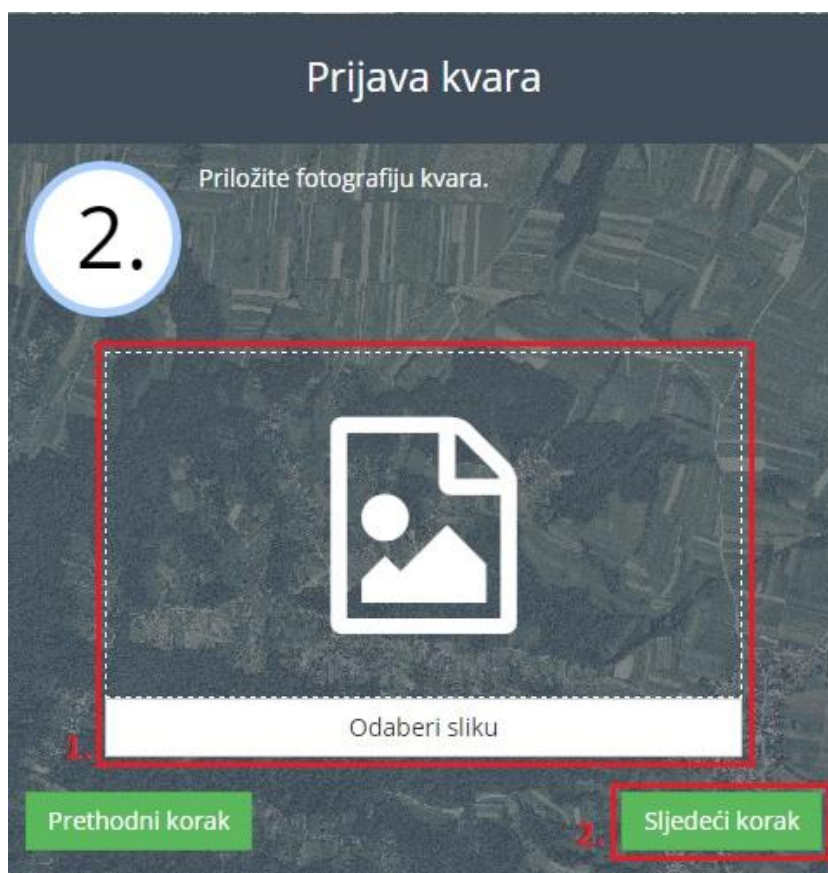 Prijava kvara
Priložite fotografiju kvara.
2.
Odaberi sliku
1.
Prethodni korak
2.
Sljedeći korak